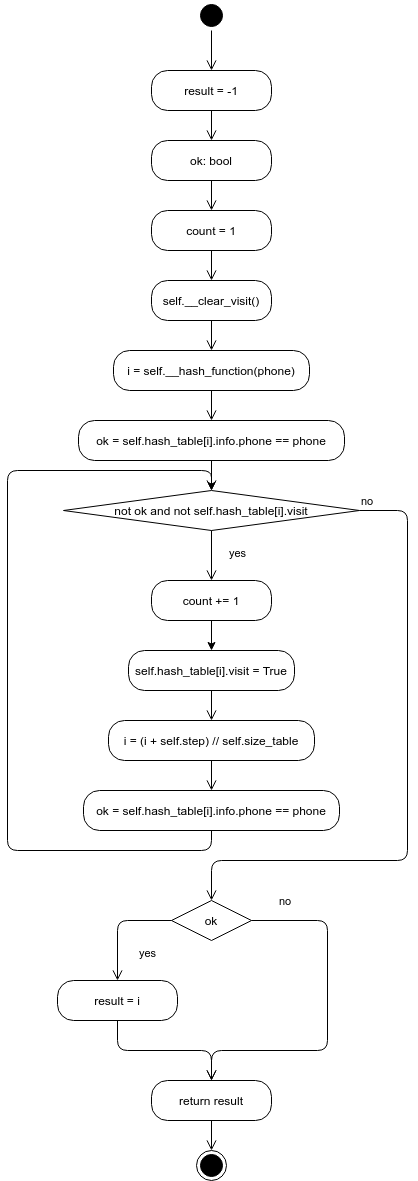 result = -1
ok: bool
count = 1
self.__clear_visit()
i = self.__hash_function(phone)
ok = self.hash_table[i].info.phone == phone
not ok and not self.hash_table[i].visit
no
yes
count += 1
self.hash_table[i].visit = True
i = (i + self.step) // self.size_table
ok = self.hash_table[i].info.phone == phone
ok
no
yes
result = i
return result